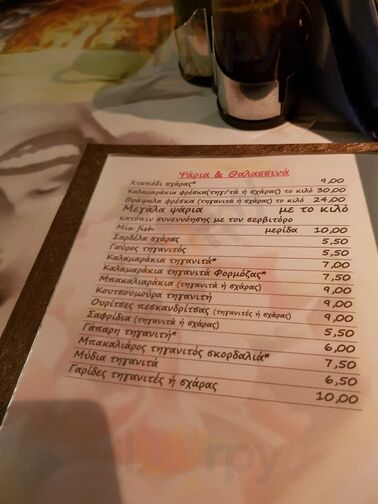 Ψάρια & Θαλασσινά
Χταπόδι σχάρας* 9,00
Καλαμαράκια φρέσκα(τηγ/τά ή σχάρας) το κιλό 30,00
Θράψαλα φρέσκα (τηγανιτά ή σχάρας) το κιλό 24,00
Μεγάλα ψάρια με το κιλό
κατόπιν συνεννόησης με τον σερβιτόρο
Mix fish μερίδα 10,00
Σαρδέλα σχάρας 5,50
Γαύρος τηγανιτός 5,50
Καλαμαράκια τηγανιτά* 7,00
Καλαμαράκια τηγανιτά Φορμόζας* 7,50
Μπακαλιαράκια (τηγανιτά ή σχάρας) 9,00
Κουτσουμούρα τηγανιτή 9,00
Ουρίτσες πεσκανδρίτσας (τηγανιτές ή σχάρας) 9,00
Σαφρίδια (τηγανιτά ή σχάρας) 5,50
Γάπαρη τηγανιτή* 6,00
Μπακαλιάρος τηγανιτός σκορδαλιά* 7,50
Μύδια τηγανιτά 6,50
Γαρίδες τηγανιτές ή σχάρας 10,00